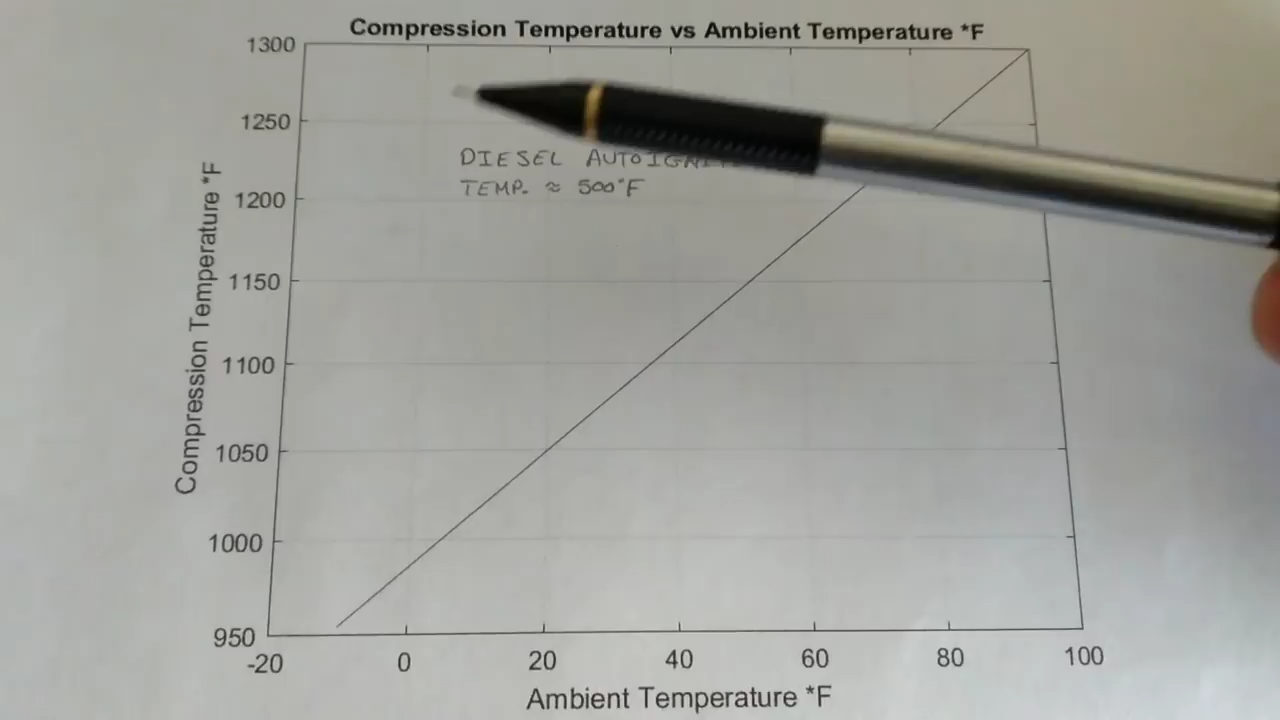 Compression Temperature vs Ambient Temperature *F
1300
1250
1200
1150
1100
1050
1000
950
Compression Temperature *F
DIESEL
TEMP. ≈ 500°F
-20 0 20 40 60 80 100
Ambient Temperature *F